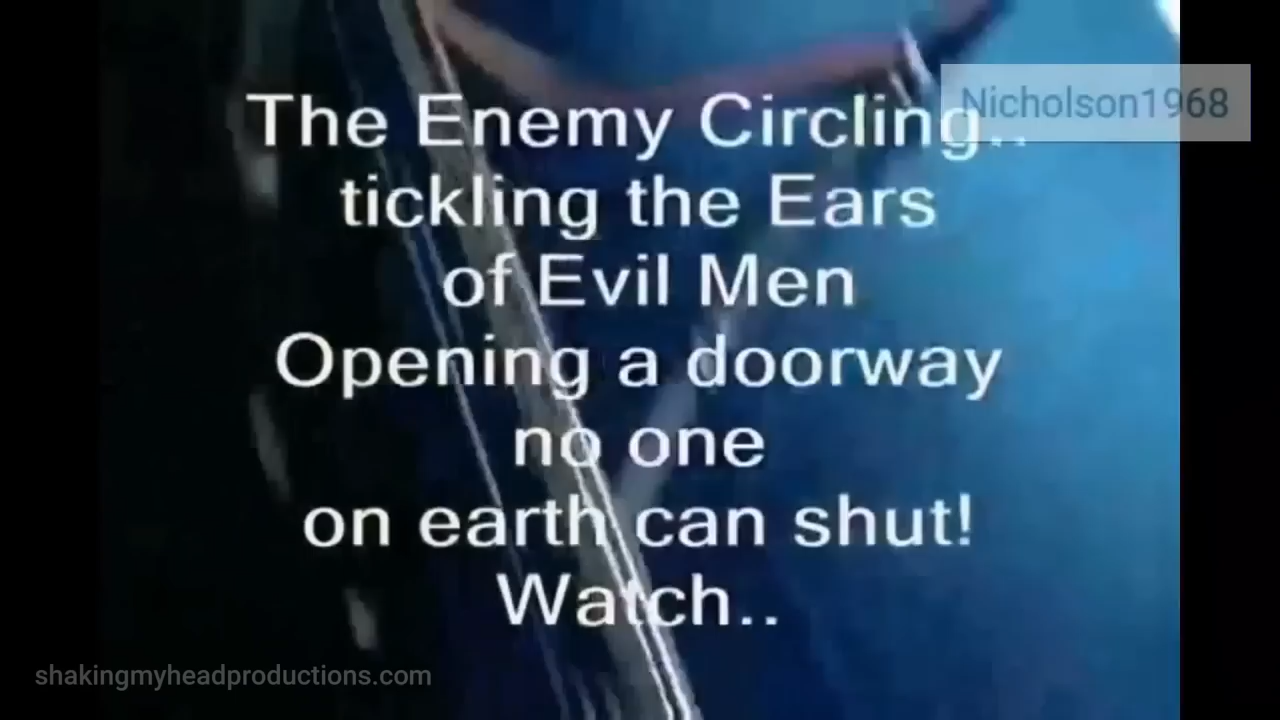 Nicholson1968
The Enemy Circling..
tickling the Ears
of Evil Men
Opening a doorway
no one
on earth can shut!
Watch..
shakingmyheadproductions.com